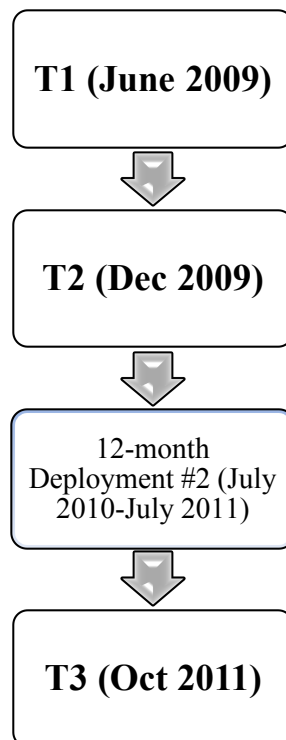 T1 (June 2009)
T2 (Dec 2009)
12-month
Deployment #2 (July
2010-July 2011)
T3 (Oct 2011)